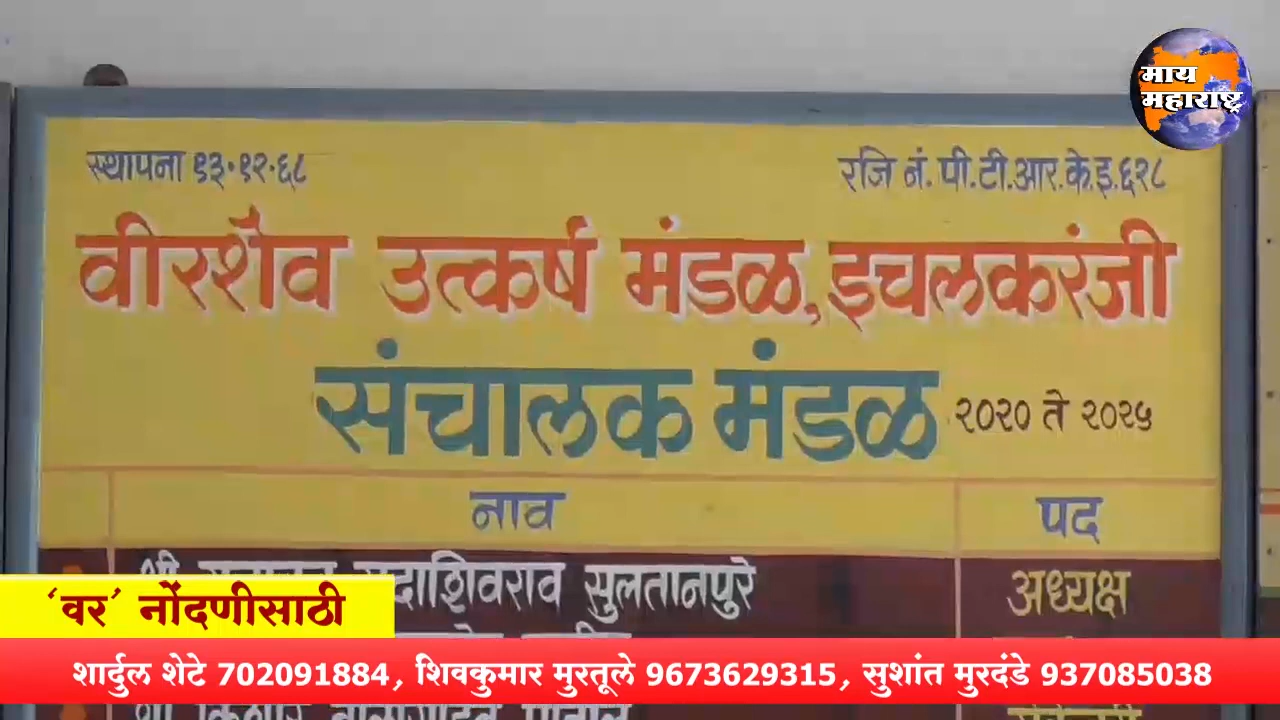 माय
महाराष्ट्र
स्थापना १३.१२.६८
रजि नं. पी.टी.आर.के.इ.६२८
वीरशैव उत्कर्ष मंडळ, इचलकरंजी
संचालक मंडळ २०२० ते २०२५
नाव पद
श्री सदाशिवराव सुलतानपुरे अध्यक्ष
‘वर’ नोंदणीसाठी
शार्दुल शेटे 702091884, शिवकुमार मुरतूले 9673629315, सुशांत मुरदंडे 937085038